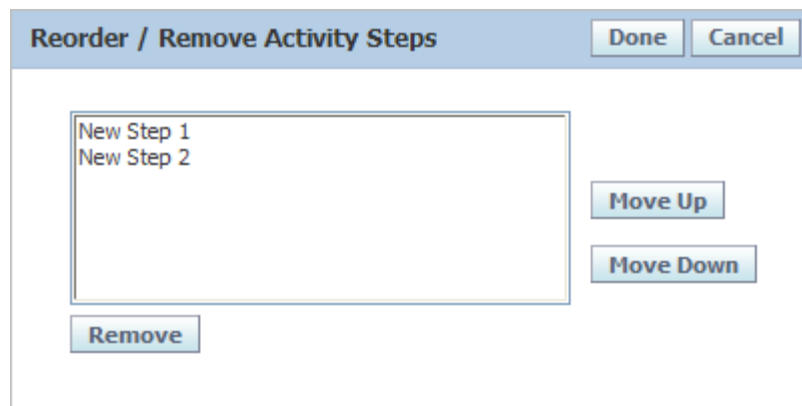 Reorder / Remove Activity Steps
Done
Cancel
New Step 1
New Step 2
Move Up
Move Down
Remove